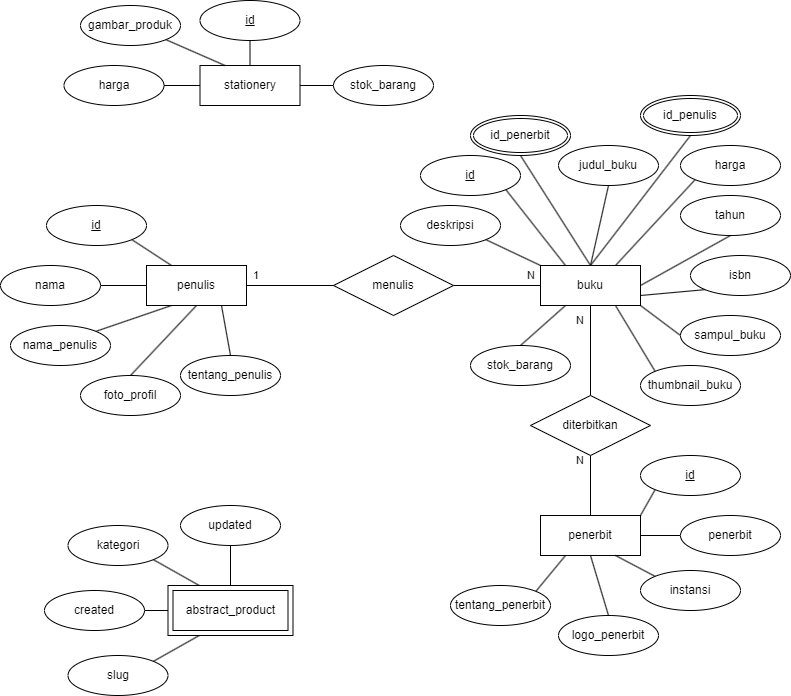 gambar_produk
id
harga
stationery
stok_barang
id_penerbit
id_penulis
judul_buku
harga
id
deskripsi
tahun
id
nama
penulis
1
menulis
N
buku
isbn
N
nama_penulis
foto_profil
tentang_penulis
stok_barang
sampul_buku
thumbnail_buku
diterbitkan
N
id
penerbit
penerbit
instansi
tentang_penerbit
logo_penerbit
updated
kategori
created
abstract_product
slug